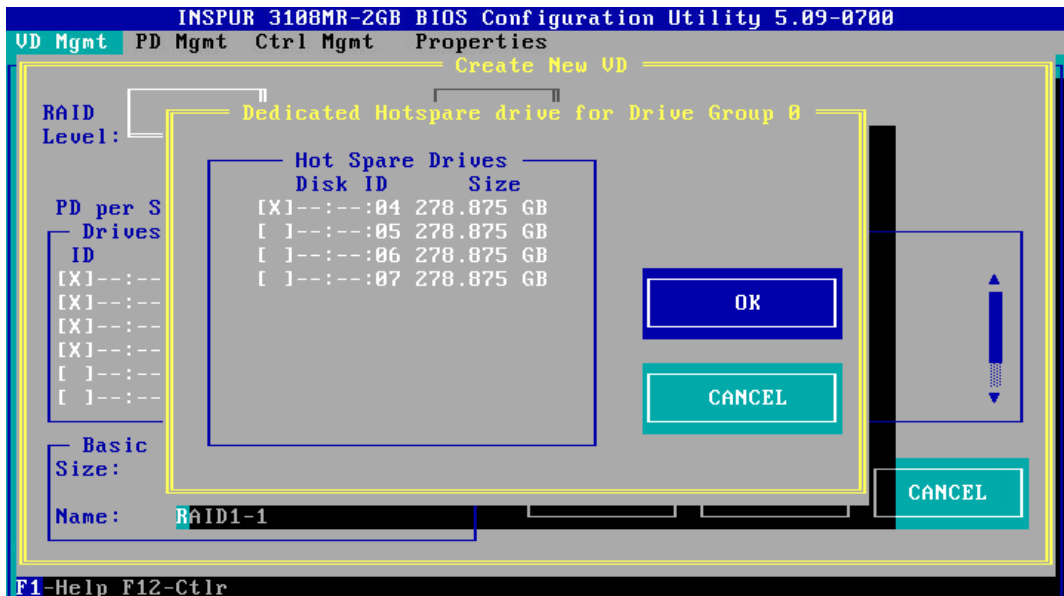 INSPUR 3108MR-2GB BIOS Configuration Utility 5.09-0700
VD Mgmt PD Mgmt Ctrl Mgmt Properties
Create New VD
RAID
Level:
Dedicated Hotspare drive for Drive Group 0
Hot Spare Drives
Disk ID Size
[X]--:--:04 278.875 GB
[ ]--:--:05 278.875 GB
[ ]--:--:06 278.875 GB
[ ]--:--:07 278.875 GB
OK
CANCEL
PD per S
Drives
ID
[X]--:--
[X]--:--
[X]--:--
[X]--:--
[ ]--:--
[ ]--:--
Basic
Size:
Name: RAID1-1
CANCEL
F1-Help F12-Ctlr